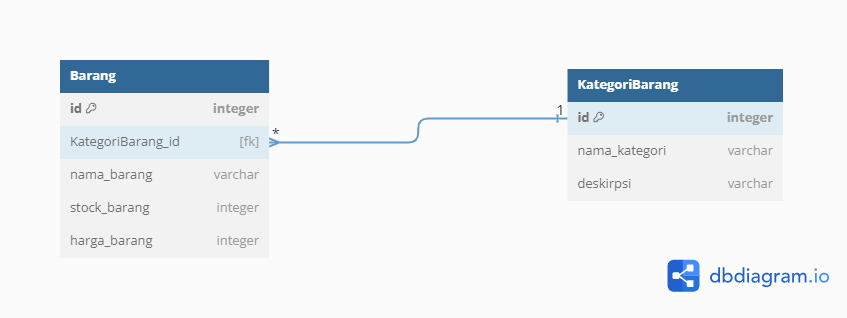 Barang
id integer
KategoriBarang_id [fk]
nama_barang varchar
stock_barang integer
harga_barang integer
*
1
KategoriBarang
id integer
nama_kategori varchar
deskirpsi varchar
dbdiagram.io